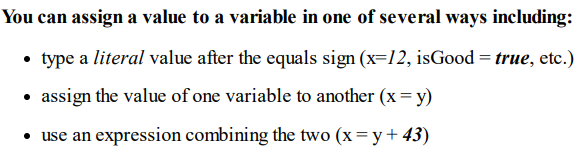 You can assign a value to a variable in one of several ways including:
• type a literal value after the equals sign (x=12, isGood = true, etc.)
• assign the value of one variable to another (x = y)
• use an expression combining the two (x = y + 43)